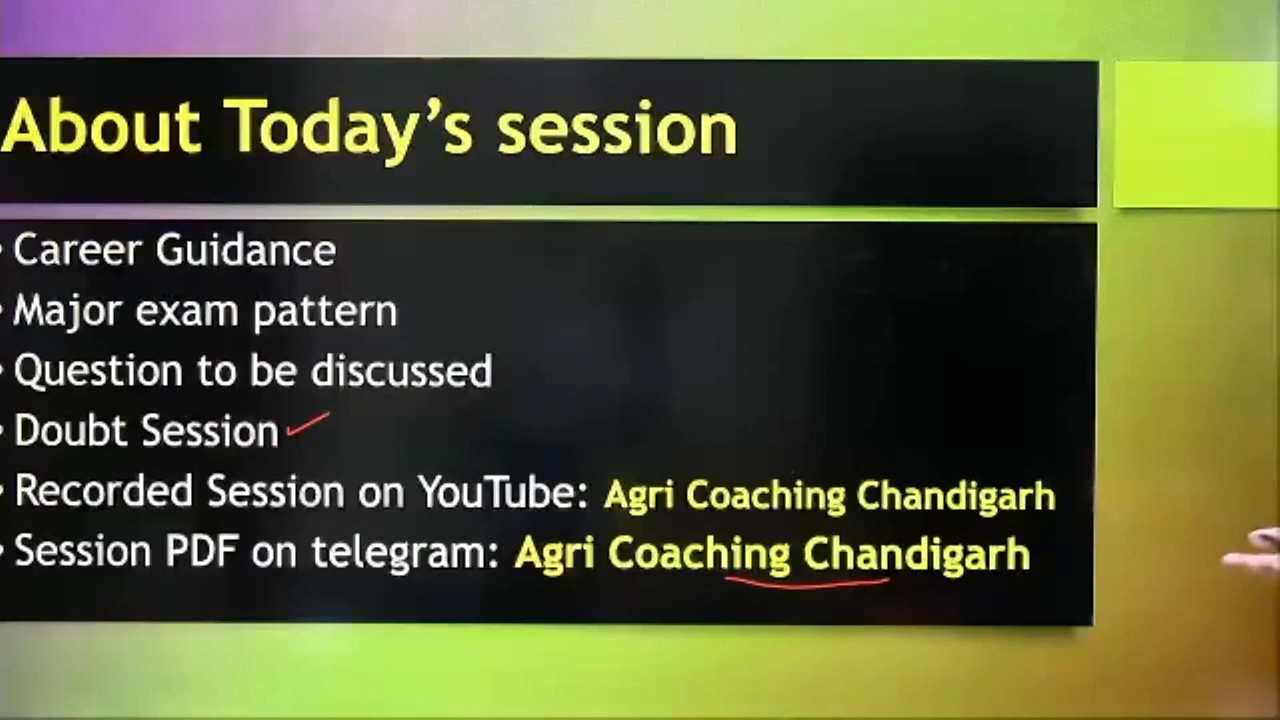 About Today's session
• Career Guidance
• Major exam pattern
• Question to be discussed
• Doubt Session
• Recorded Session on YouTube: Agri Coaching Chandigarh
• Session PDF on telegram: Agri Coaching Chandigarh